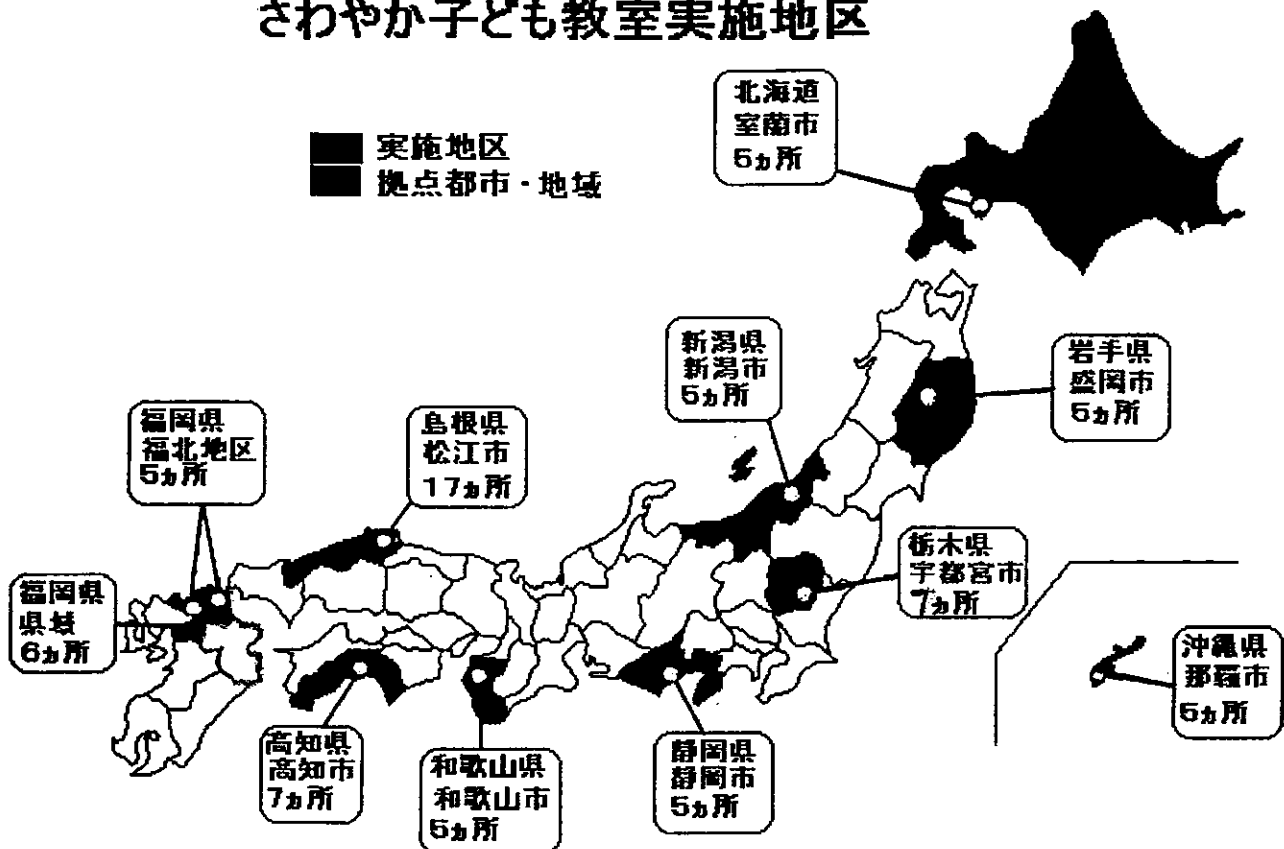 さわやか子ども教室実施地区
実施地区
拠点都市・地域
北海道
室蘭市
5ヵ所
新潟県
新潟市
5ヵ所
岩手県
盛岡市
5ヵ所
福岡県
福北地区
5ヵ所
島根県
松江市
17ヵ所
栃木県
宇都宮市
7ヵ所
福岡県
県域
6ヵ所
沖縄県
那覇市
5ヵ所
高知県
高知市
7ヵ所
和歌山県
和歌山市
5ヵ所
静岡県
静岡市
5ヵ所